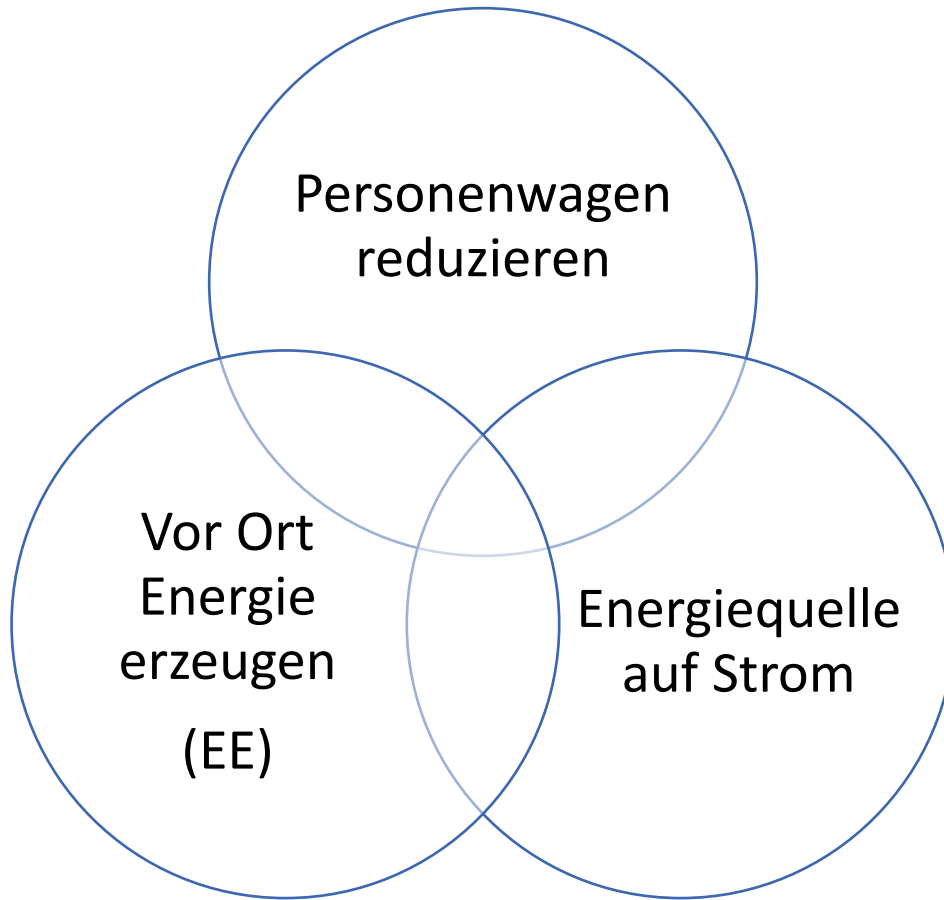 Personenwagen
reduzieren
Vor Ort
Energie
erzeugen
(EE)
Energiequelle
auf Strom